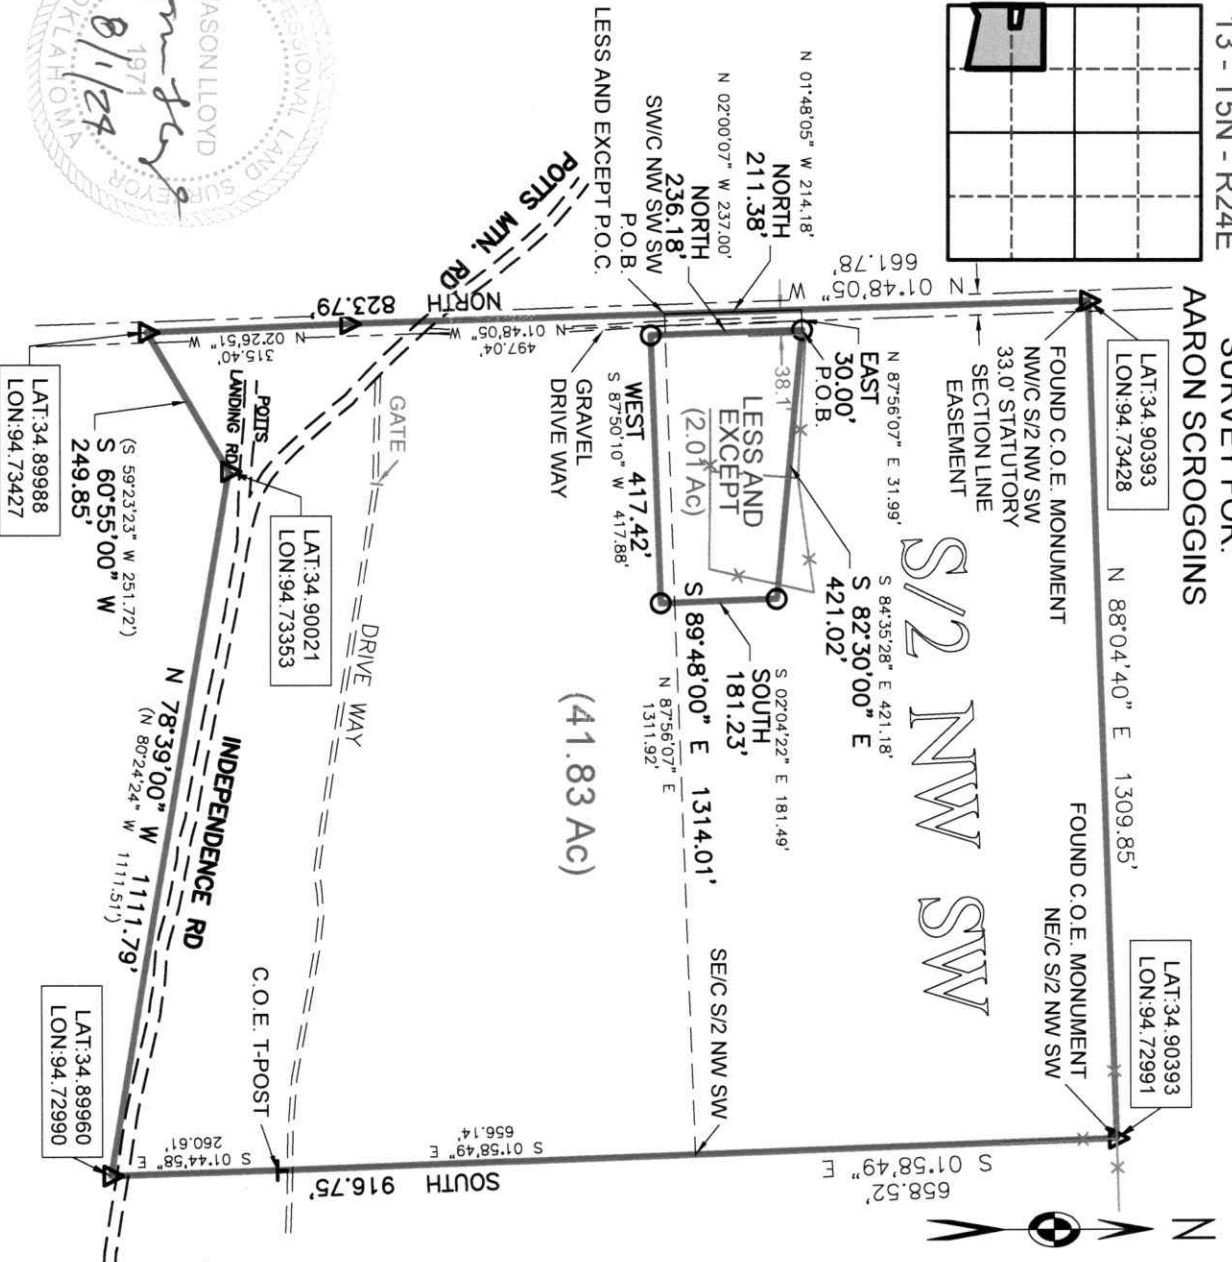 13 - T5N - R24E
SURVEY FOR:
AARON SCROGGINS
LAT:34.90393
LON:94.73428
FOUND C.O.E. MONUMENT
NW/C S/2 NW SW
33.0' STATUTORY
SECTION LINE
EASEMENT
N 88°04'40" E 1309.85'
LAT:34.90393
LON:94.72991
FOUND C.O.E. MONUMENT
NE/C S/2 NW SW
N
S/2 NW SW
N 01°48'05" W
661.78'
S 01°58'49" E
658.52'
N 01°48'05" W 214.18'
NORTH
211.38'
N 02°00'07" W 237.00'
NORTH
236.18'
SW/C NW SW SW
P.O.B.
LESS AND EXCEPT P.O.C.
N 87°56'07" E 31.99'
EAST
30.00'
P.O.B.
38.1'
LESS AND
EXCEPT
(2.01 Ac)
S 84°35'28" E 421.18'
S 82°30'00" E
421.02'
S 02°04'22" E 181.49'
SOUTH
181.23'
WEST 417.42'
S 87°50'10" W 417.88'
S 89°48'00" E 1314.01'
N 87°56'07" E
1311.92'
SE/C S/2 NW SW
GRAVEL
DRIVE WAY
(41.83 Ac)
POTTS MTN. RD
NORTH 823.79'
N 01°48'05" W
497.04'
N 02°26'51" W
315.40'
GATE
DRIVE WAY
POTTS
LANDING RD
LAT:34.90021
LON:94.73353
(S 59°23'23" W 251.72')
S 60°55'00" W
249.85'
LAT:34.89988
LON:94.73427
INDEPENDENCE RD
N 78°39'00" W 1111.79'
(N 80°24'24" W 1111.51')
C.O.E. T-POST
SOUTH 916.75'
S 01°58'49" E
656.14'
S 01°44'58" E
260.61'
LAT:34.89960
LON:94.72990
ESSIONAL LAND SURVEYOR
ASON LLOYD
1971
8/1/24
OKLAHOMA